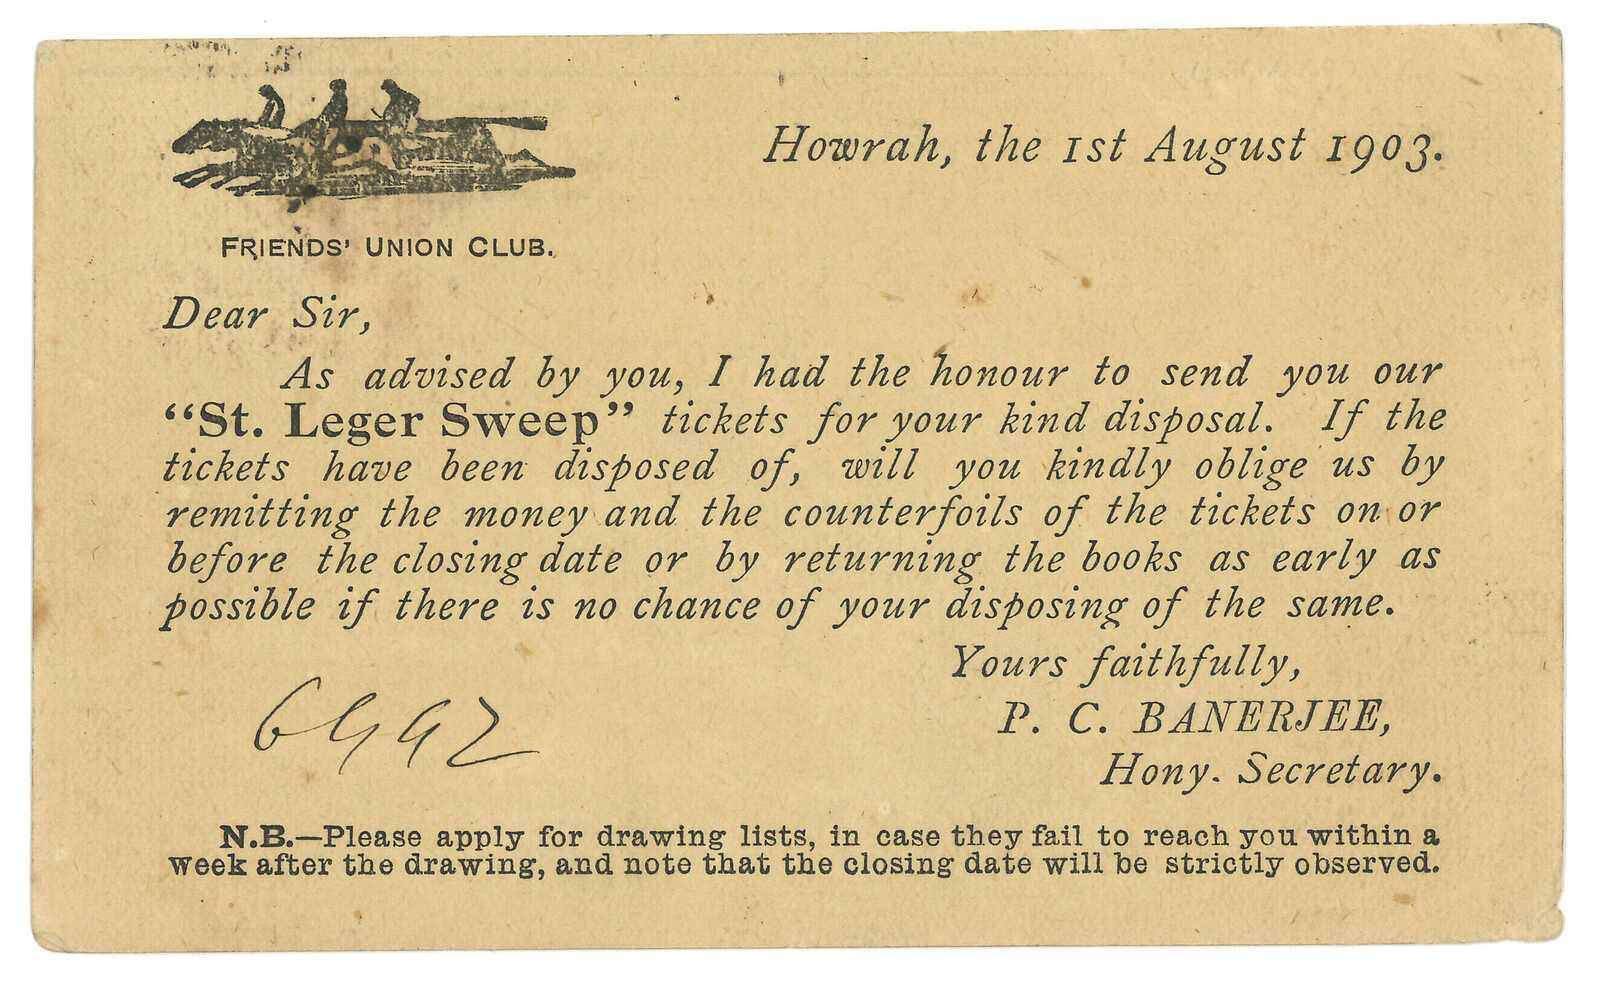 Howrah, the 1st August 1903.
FRIENDS' UNION CLUB.
Dear Sir,
As advised by you, I had the honour to send you our
"St. Leger Sweep" tickets for your kind disposal. If the
tickets have been disposed of, will you kindly oblige us by
remitting the money and the counterfoils of the tickets on or
before the closing date or by returning the books as early as
possible if there is no chance of your disposing of the same.
Yours faithfully,
P. C. BANERJEE,
Hony. Secretary.
N.B.—Please apply for drawing lists, in case they fail to reach you within a
week after the drawing, and note that the closing date will be strictly observed.